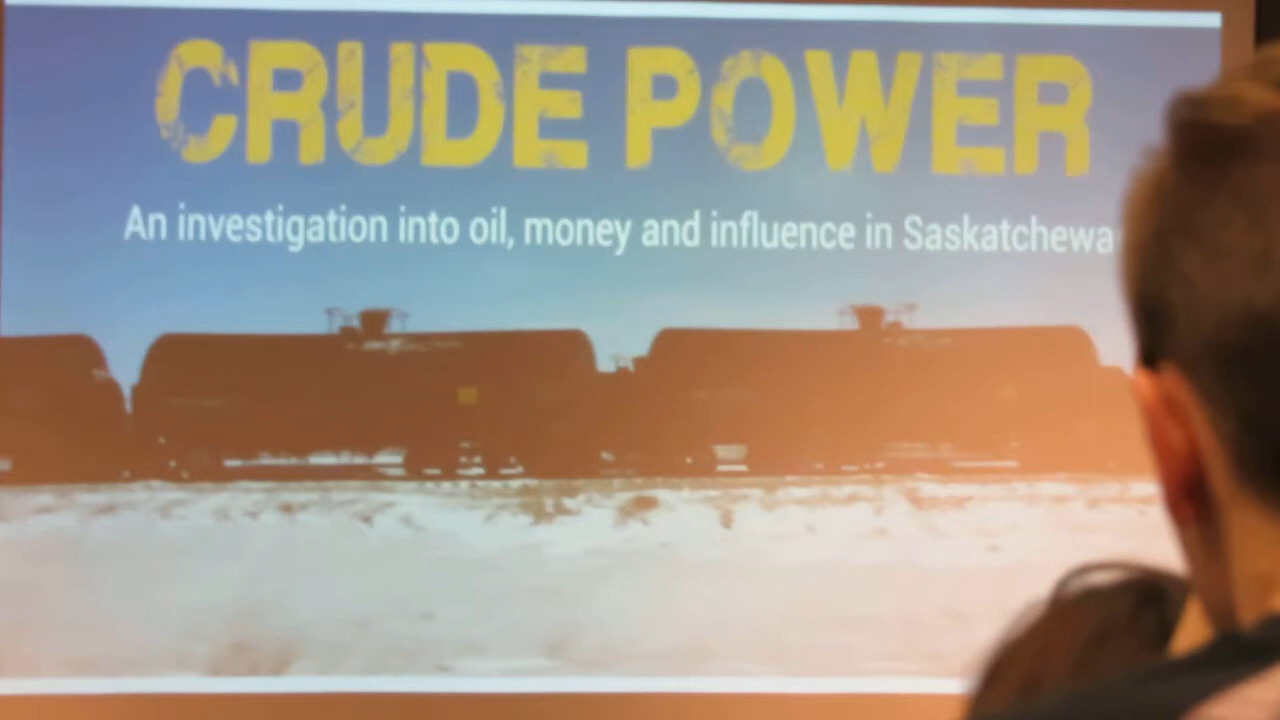 CRUDE POWER
An investigation into oil, money and influence in Saskatchewa